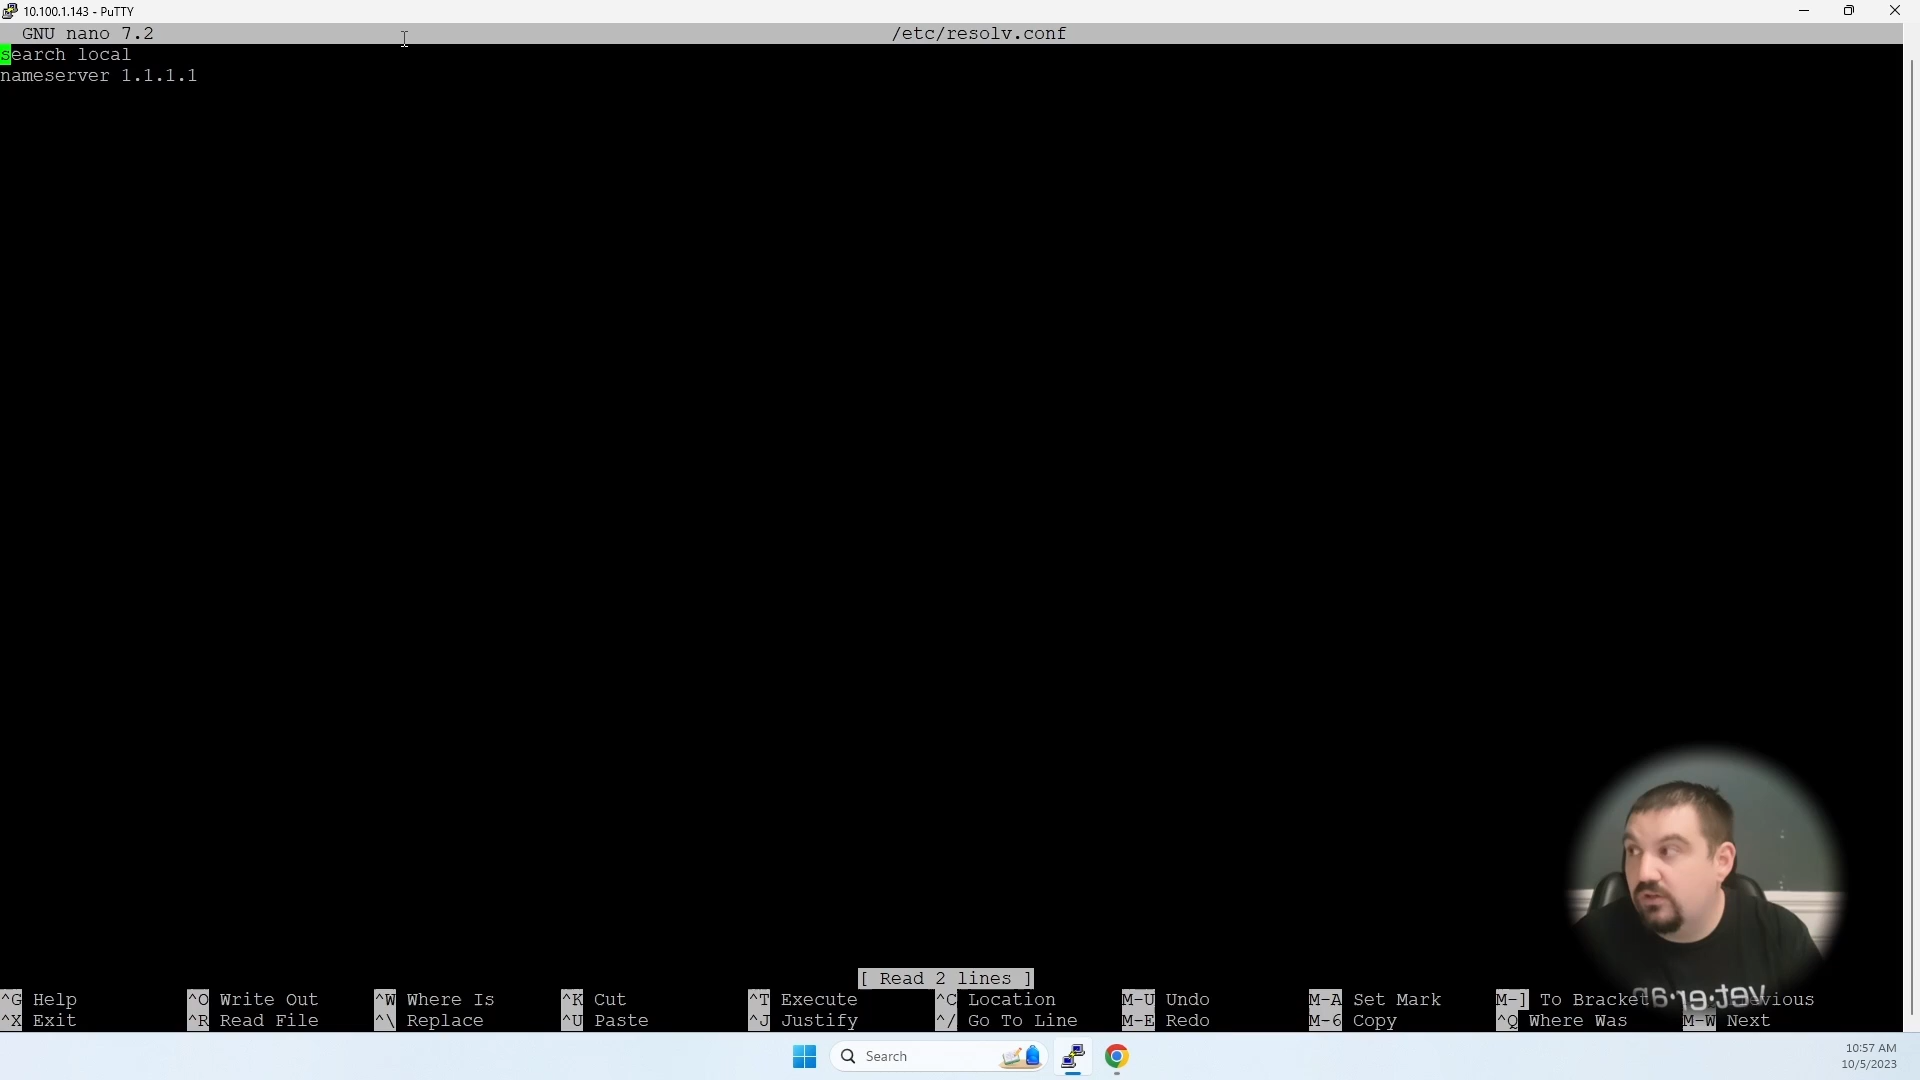 10.100.1.143 - PuTTY
GNU nano 7.2 /etc/resolv.conf
search local
nameserver 1.1.1.1
[ Read 2 lines ]
^G Help ^O Write Out ^W Where Is ^K Cut ^T Execute ^C Location M-U Undo M-A Set Mark M-] To Bracket
^X Exit ^R Read File ^\ Replace ^U Paste ^J Justify ^/ Go To Line M-E Redo M-6 Copy ^Q Where Was M-W Next
Search
10:57 AM
10/5/2023